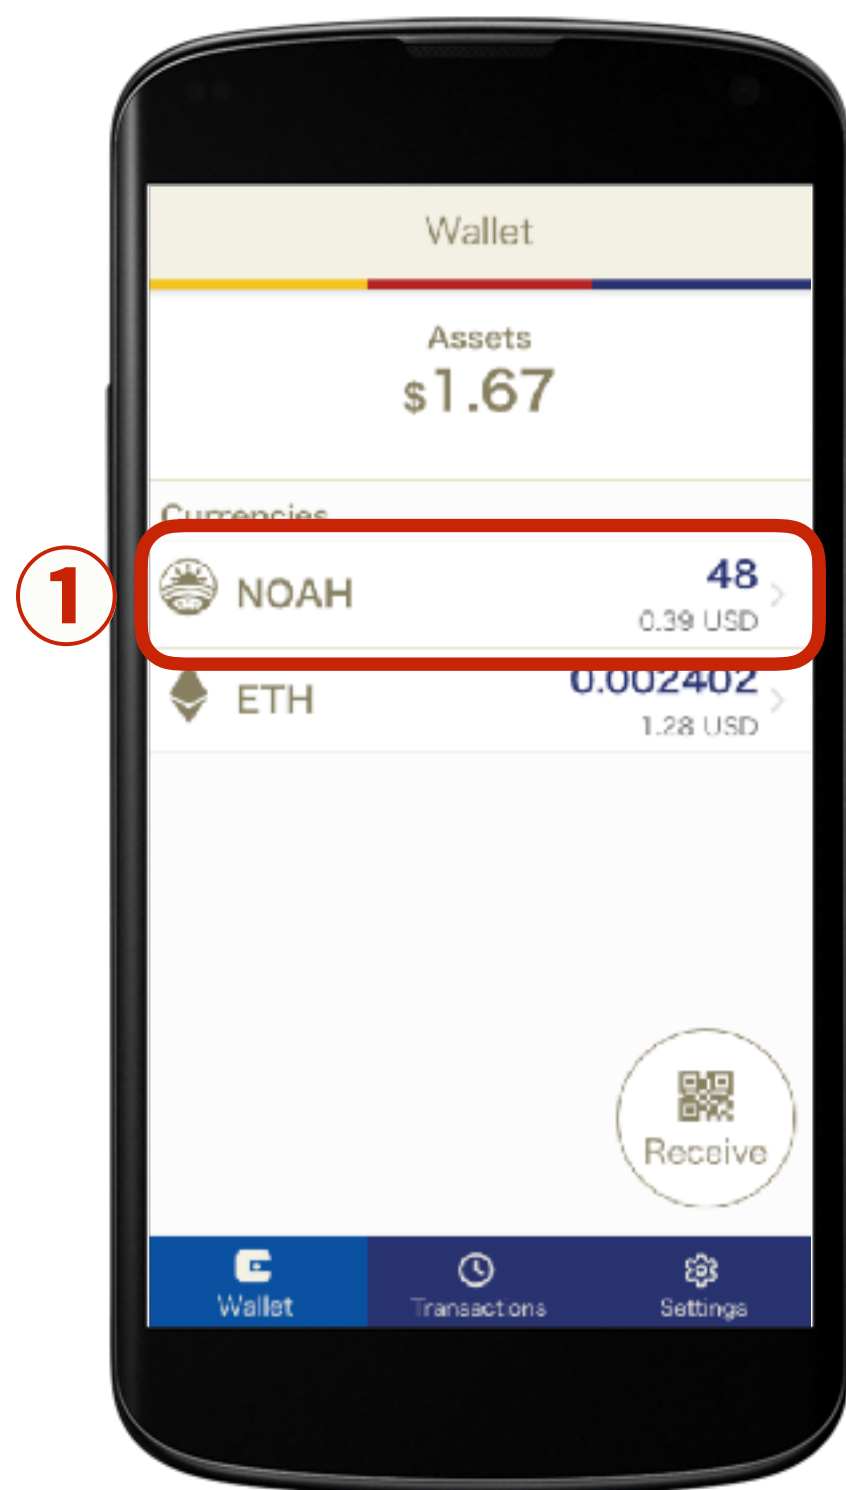 Wallet
Assets
$1.67
Currencies
1
NOAH
48
0.39 USD
ETH
0.002402
1.28 USD
Receive
Wallet
Transactions
Settings